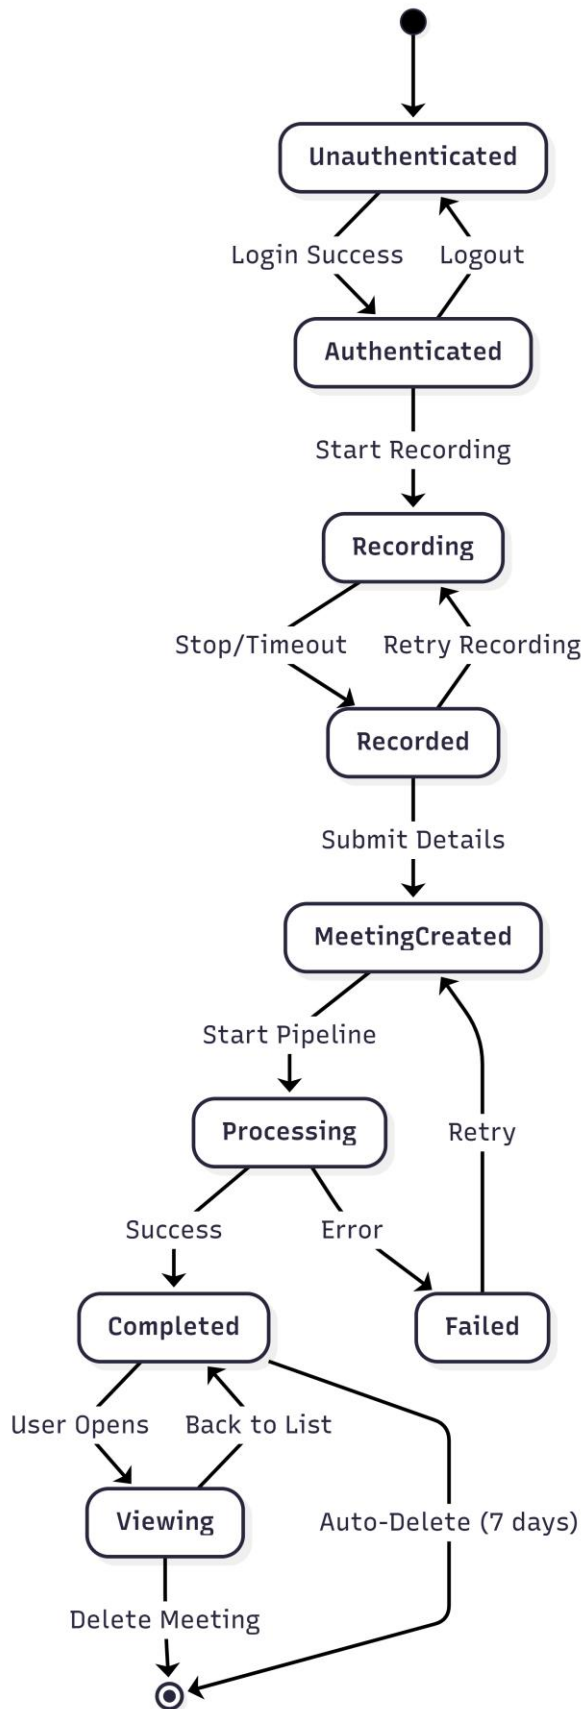 Unauthenticated
Login Success
Logout
Authenticated
Start Recording
Recording
Stop/Timeout
Retry Recording
Recorded
Submit Details
MeetingCreated
Start Pipeline
Processing
Retry
Success
Error
Completed
Failed
User Opens
Back to List
Viewing
Auto-Delete (7 days)
Delete Meeting